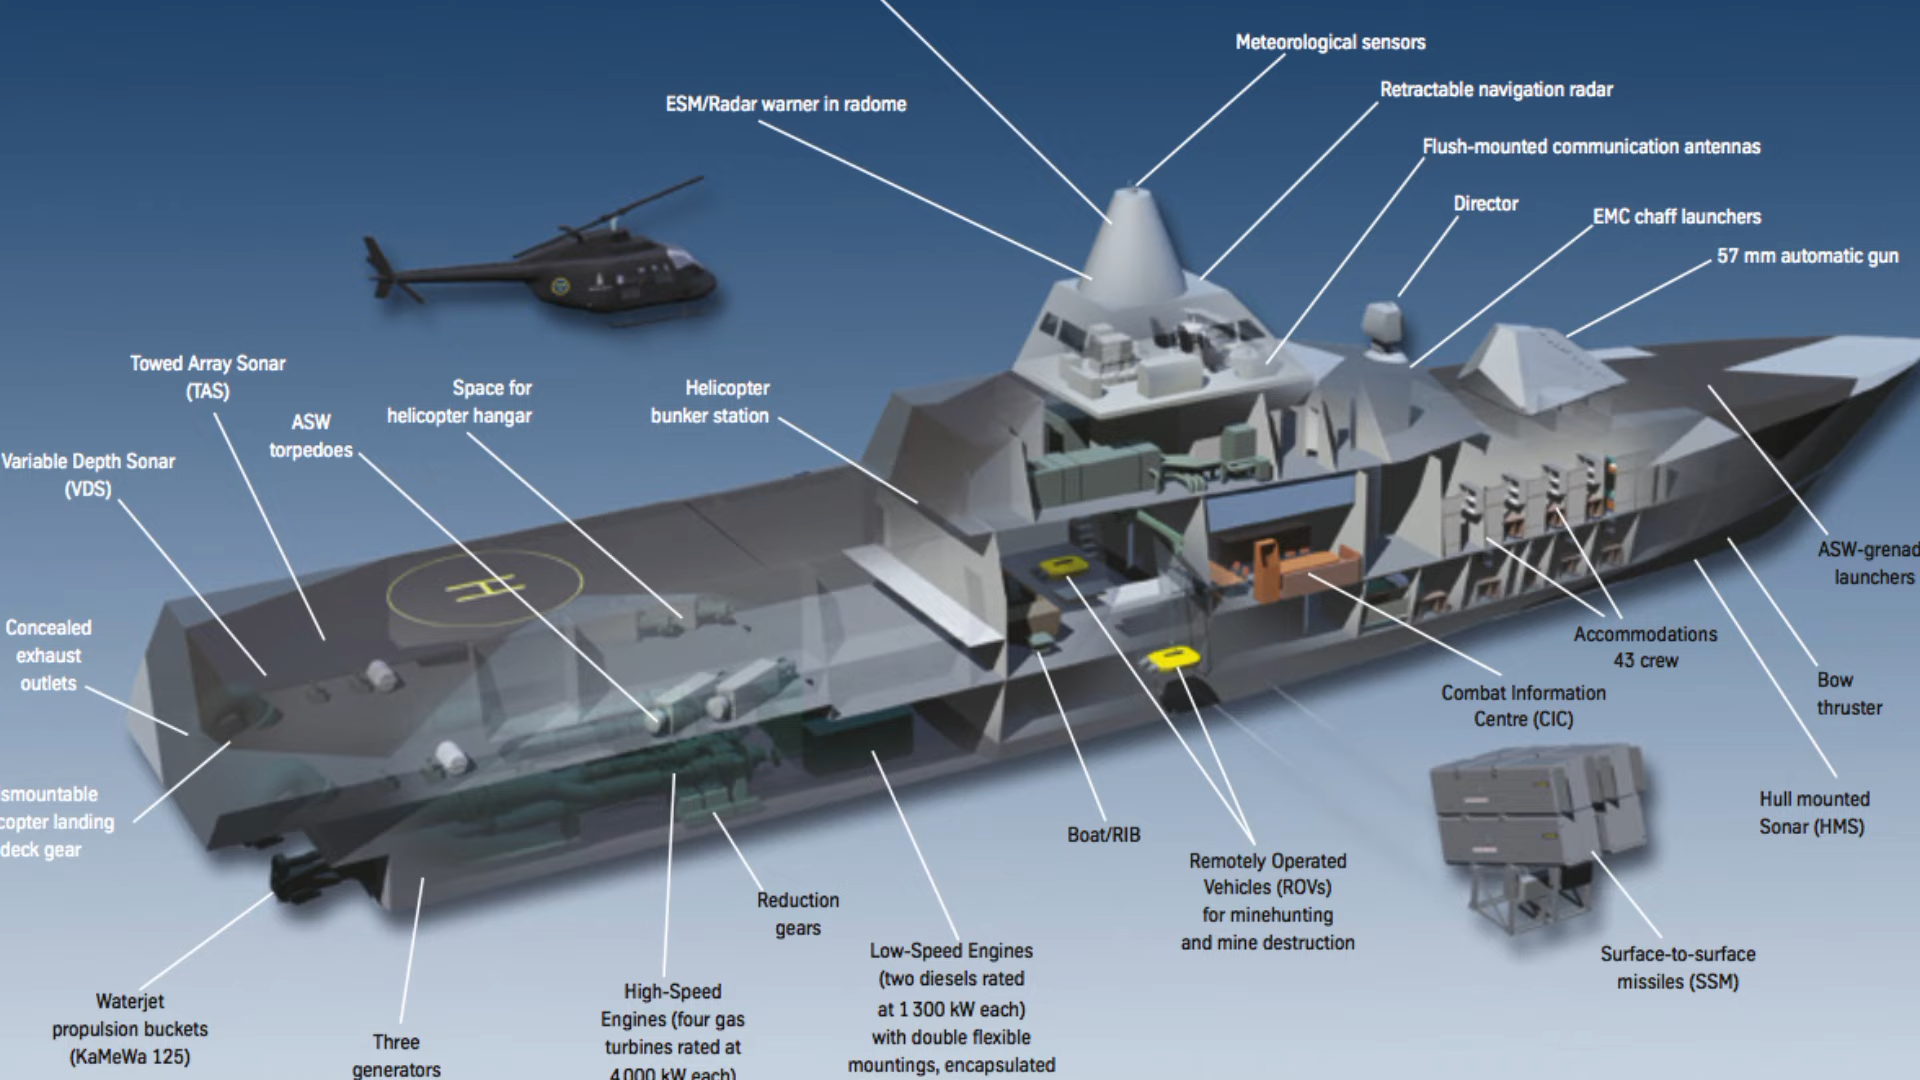 Meteorological sensors
Retractable navigation radar
ESM/Radar warner in radome
Flush-mounted communication antennas
Director
EMC chaff launchers
57 mm automatic gun
Towed Array Sonar
(TAS)
Space for
helicopter hangar
Helicopter
bunker station
ASW
torpedoes
Variable Depth Sonar
(VDS)
H
ASW-grenad
launchers
Concealed
exhaust
outlets
Accommodations
43 crew
Combat Information
Centre (CIC)
Bow
thruster
smountable
copter landing
deck gear
Hull mounted
Sonar (HMS)
Boat/RIB
Remotely Operated
Vehicles (ROVs)
for minehunting
and mine destruction
Reduction
gears
Low-Speed Engines
(two diesels rated
at 1 300 kW each)
with double flexible
mountings, encapsulated
Surface-to-surface
missiles (SSM)
High-Speed
Engines (four gas
turbines rated at
4 000 kW each)
Waterjet
propulsion buckets
(KaMeWa 125)
Three
generators